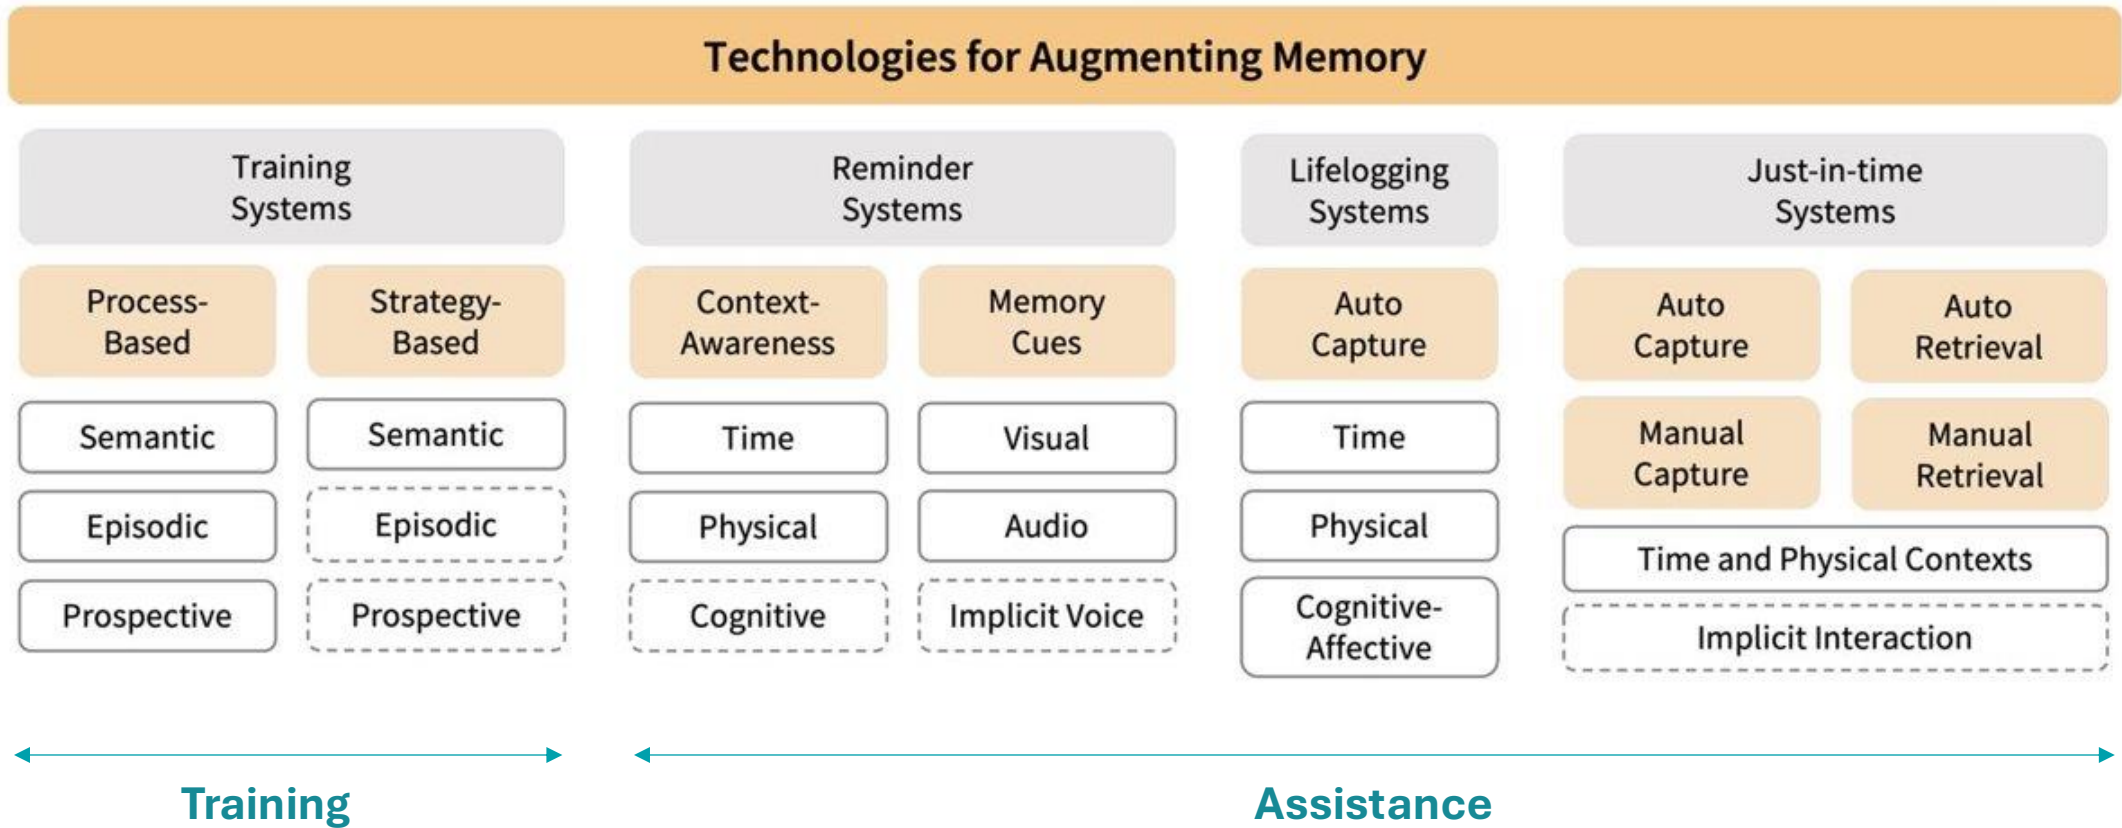 Technologies for Augmenting Memory
Training
Systems
Process-
Based
Strategy-
Based
Semantic
Semantic
Episodic
Episodic
Prospective
Prospective
Reminder
Systems
Context-
Awareness
Memory
Cues
Time
Visual
Physical
Audio
Cognitive
Implicit Voice
Lifelogging
Systems
Auto
Capture
Time
Physical
Cognitive-
Affective
Just-in-time
Systems
Auto
Capture
Auto
Retrieval
Manual
Capture
Manual
Retrieval
Time and Physical Contexts
Implicit Interaction
Training
Assistance